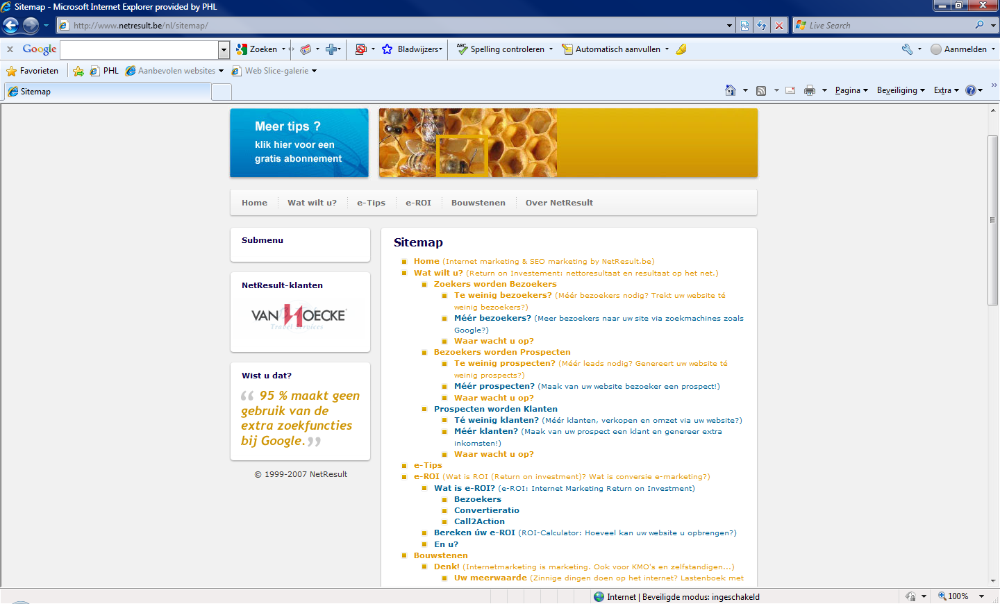 Sitemap - Microsoft Internet Explorer provided by PHL
http://www.netresult.be/nl/sitemap/
Live Search
x Google Zoeken Bladwijzers ABC Spelling controleren Automatisch aanvullen Aanmelden
Favorieten PHL Aanbevolen websites Web Slice-galerie
Sitemap Pagina Beveiliging Extra
Meer tips ?
klik hier voor een
gratis abonnement
Home Wat wilt u? e-Tips e-ROI Bouwstenen Over NetResult
Submenu
NetResult-klanten
VAN HOECKE
Travel Services
Wist u dat?
“ 95 % maakt geen
gebruik van de
extra zoekfuncties
bij Google. ”
© 1999-2007 NetResult
Sitemap
Home (Internet marketing & SEO marketing by NetResult.be)
Wat wilt u? (Return on Investement: nettoresultaat en resultaat op het net.)
Zoekers worden Bezoekers
Te weinig bezoekers? (Méér bezoekers nodig? Trekt uw website té
weinig bezoekers?)
Méér bezoekers? (Meer bezoekers naar uw site via zoekmachines zoals
Google?)
Waar wacht u op?
Bezoekers worden Prospecten
Te weinig prospecten? (Méér leads nodig? Genereert uw website té
weinig prospects?)
Méér prospecten? (Maak van uw website bezoeker een prospect!)
Waar wacht u op?
Prospecten worden Klanten
Té weinig klanten? (Méér klanten, verkopen en omzet via uw website?)
Méér klanten? (Maak van uw prospect een klant en genereer extra
inkomsten!)
Waar wacht u op?
e-Tips
e-ROI (Wat is ROI (Return on investment)? Wat is conversie e-marketing?)
Wat is e-ROI? (e-ROI: Internet Marketing Return on Investment)
Bezoekers
Convertieratio
Call2Action
Bereken úw e-ROI (ROI-Calculator: Hoeveel kan uw website u opbrengen?)
En u?
Bouwstenen
Denk! (Internetmarketing is marketing. Ook voor KMO's en zelfstandigen...)
Uw meerwaarde (Zinnige dingen doen op het internet? Lastenboek met
Internet | Beveiligde modus: ingeschakeld 100%